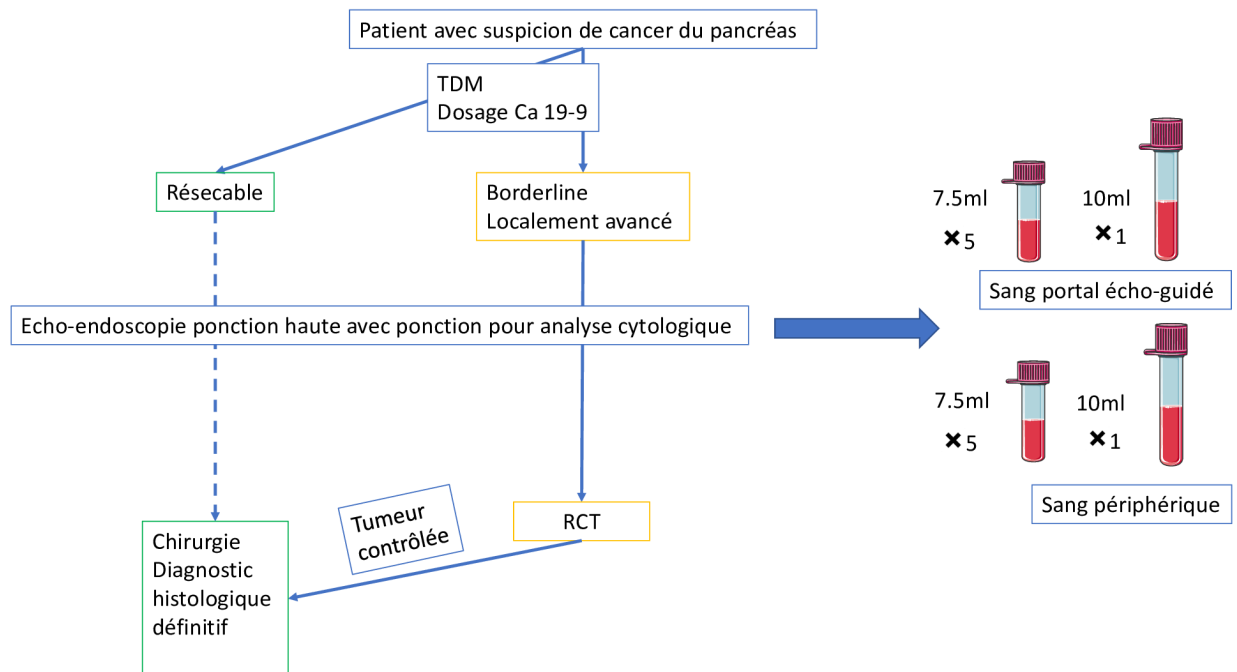 Patient avec suspicion de cancer du pancréas
TDM
Dosage Ca 19-9
Résecable
Borderline
Localement avancé
Echo-endoscopie ponction haute avec ponction pour analyse cytologique
RCT
Tumeur
contrôlée
Chirurgie
Diagnostic
histologique
définitif
7.5ml
×5
10ml
×1
Sang portal écho-guidé
7.5ml
×5
10ml
×1
Sang périphérique